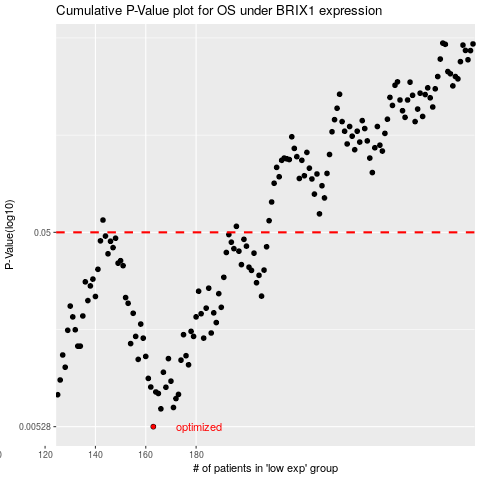 Cumulative P-Value plot for OS under BRIX1 expression
P-Value(log10)
0.05
0.00528
optimized
0
120
140
160
180
# of patients in 'low exp' group